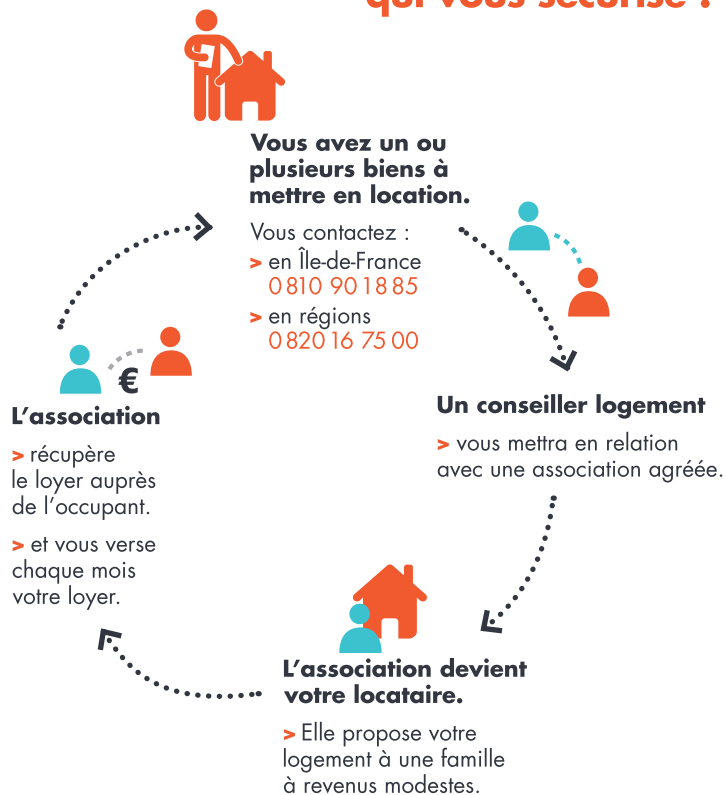 qui vous sécurise !
Vous avez un ou
plusieurs biens à
mettre en location.
Vous contactez :
> en Île-de-France
0 810 90 18 85
> en régions
0 820 16 75 00
Un conseiller logement
> vous mettra en relation
avec une association agréée.
L’association devient
votre locataire.
> Elle propose votre
logement à une famille
à revenus modestes.
€
L’association
> récupère
le loyer auprès
de l’occupant.
> et vous verse
chaque mois
votre loyer.